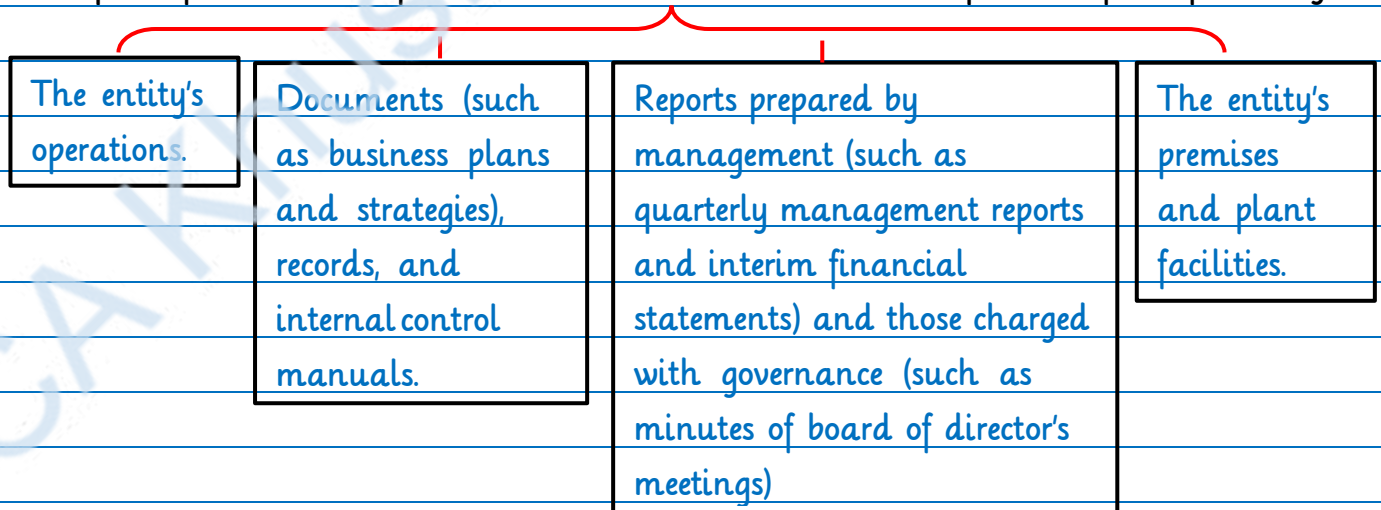 The entity's
operations.
Documents (such
as business plans
and strategies),
records, and
internal control
manuals.
Reports prepared by
management (such as
quarterly management reports
and interim financial
statements) and those charged
with governance (such as
minutes of board of director's
meetings)
The entity's
premises
and plant
facilities.
CA Khus